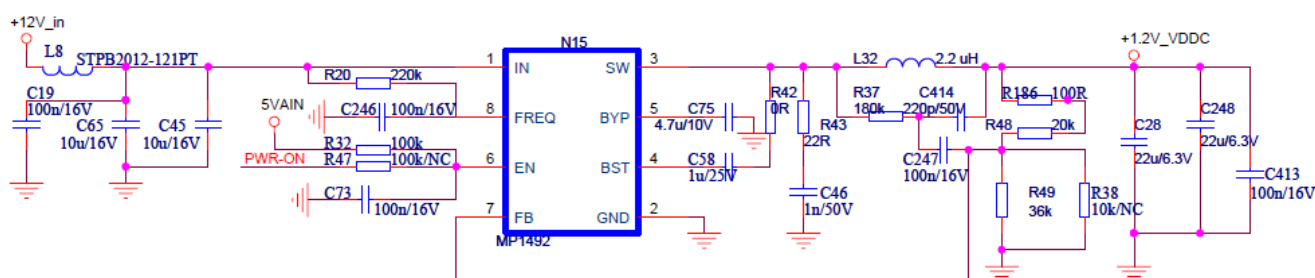 +12V_in
L8
STPB2012-121PT
C19
100n/16V
C65
10u/16V
C45
10u/16V
R20
220k
C246
100n/16V
5VAIN
R32
100k
PWR-ON
R47
100k/NC
C73
100n/16V
N15
1
IN
SW
3
8
FREQ
BYP
5
6
EN
BST
4
7
FB
GND
2
MP1492
C75
4.7u/10V
C58
1u/25V
R42
0R
R43
22R
C46
1n/50V
L32
2.2 uH
R37
180k
C414
220p/50V
C247
100n/16V
+1.2V_VDDC
R186
100R
R48
20k
R49
36k
R38
10k/NC
C28
22u/6.3V
C248
22u/6.3V
C413
100n/16V